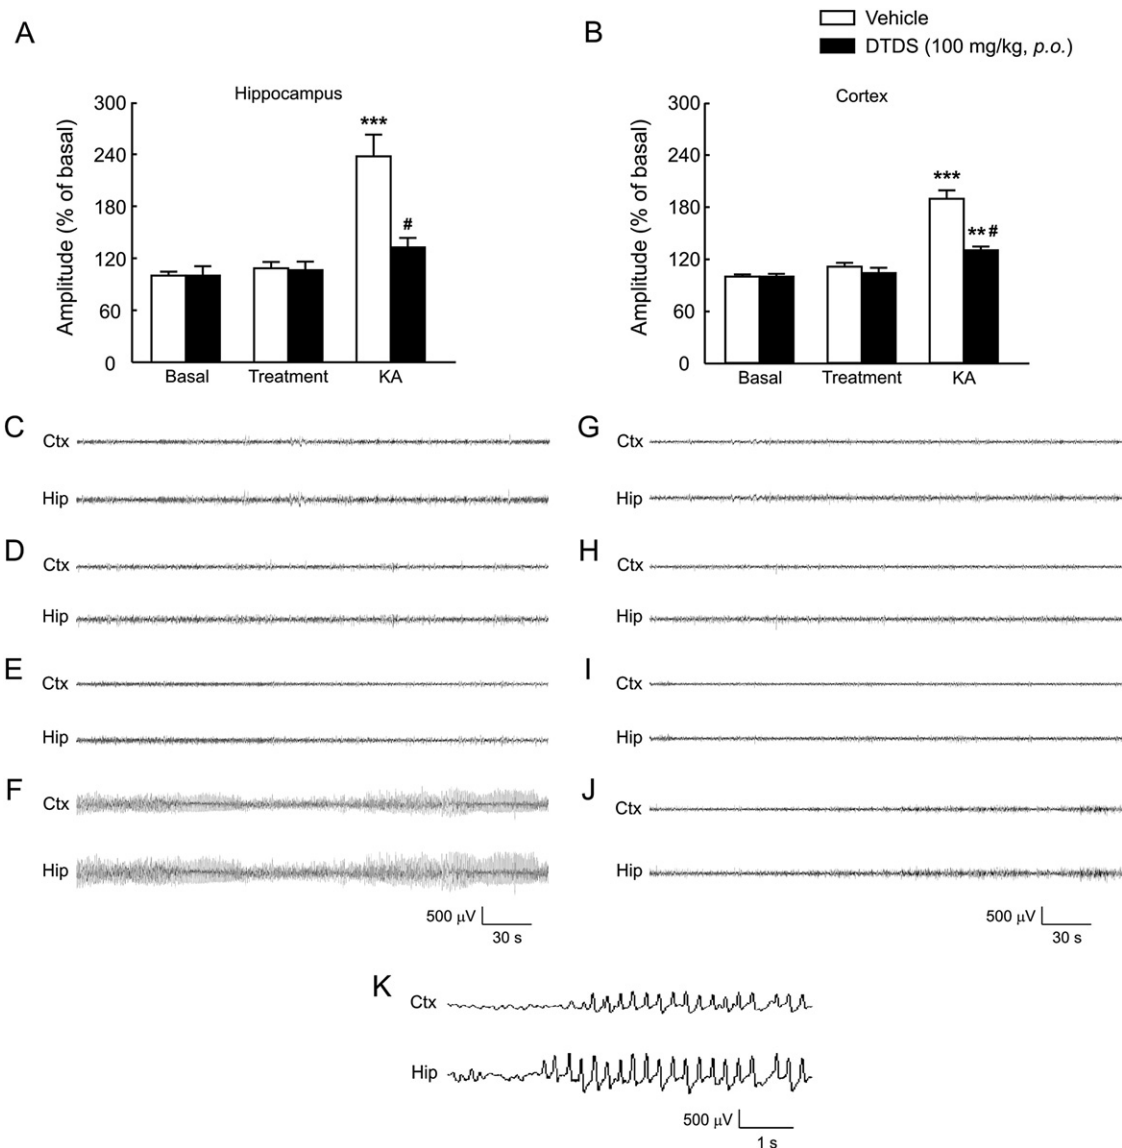 A
B
Vehicle
DTDS (100 mg/kg, p.o.)
Hippocampus
Amplitude (% of basal)
300
240
180
120
60
0
***
#
Basal
Treatment
KA
Cortex
Amplitude (% of basal)
300
240
180
120
60
0
***
**#
Basal
Treatment
KA
C
Ctx
Hip
G
Ctx
Hip
D
Ctx
Hip
H
Ctx
Hip
E
Ctx
Hip
I
Ctx
Hip
F
Ctx
Hip
J
Ctx
Hip
500 µV
30 s
500 µV
30 s
K
Ctx
Hip
500 µV
1 s